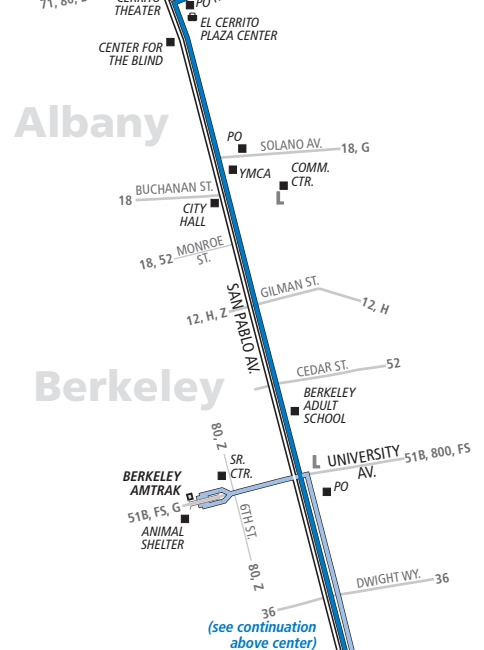 THEATER
PO
EL CERRITO
PLAZA CENTER
CENTER FOR
THE BLIND
Albany
PO
SOLANO AV.
18, G
YMCA
COMM.
CTR.
L
18
BUCHANAN ST.
CITY
HALL
18, 52
MONROE
ST.
SAN PABLO AV.
GILMAN ST.
12, H, Z
12, H
CEDAR ST.
52
Berkeley
BERKELEY
ADULT
SCHOOL
80, Z
SR.
CTR.
L
UNIVERSITY
AV.
51B, 800, FS
BERKELEY
AMTRAK
PO
51B, FS, G
ANIMAL
SHELTER
6TH ST.
80, Z
DWIGHT WY.
36
36
(see continuation
above center)